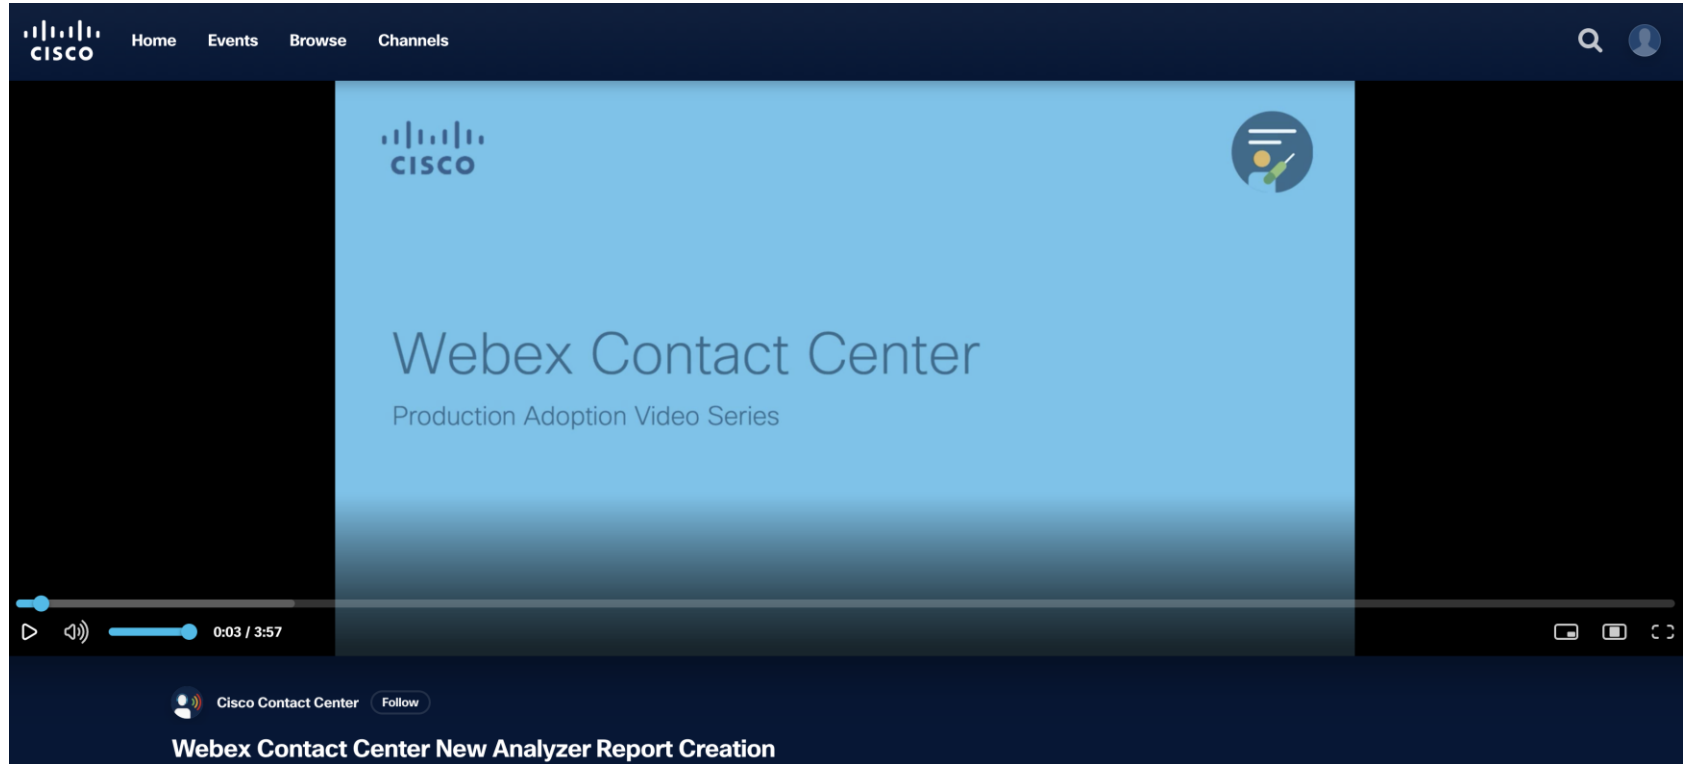 CISCO
Home Events Browse Channels
CISCO
Webex Contact Center
Production Adoption Video Series
0:03 / 3:57
Cisco Contact Center Follow
Webex Contact Center New Analyzer Report Creation